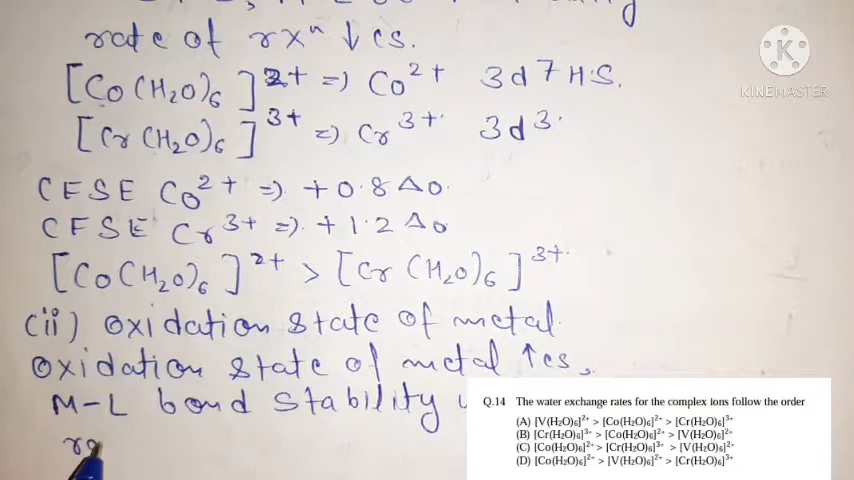 rate of rxⁿ ↓es.
[Co(H₂O)₆]²⁺ => Co²⁺ 3d⁷ H.S.
KINEMASTER
[Cr(H₂O)₆]³⁺ => Cr³⁺ 3d³.
CFSE Co²⁺ => +0.8 Δo.
CFSE Cr³⁺ => +1.2 Δo
[Co(H₂O)₆]²⁺ > [Cr(H₂O)₆]³⁺
(ii) oxidation state of metal.
oxidation state of metal ↑es,
M-L bond stability
Q.14 The water exchange rates for the complex ions follow the order
(A) [V(H₂O)₆]²⁺ > [Co(H₂O)₆]²⁺ > [Cr(H₂O)₆]³⁺
(B) [Cr(H₂O)₆]³⁺ > [Co(H₂O)₆]²⁺ > [V(H₂O)₆]²⁺
(C) [Co(H₂O)₆]²⁺ > [Cr(H₂O)₆]³⁺ > [V(H₂O)₆]²⁺
(D) [Co(H₂O)₆]²⁺ > [V(H₂O)₆]²⁺ > [Cr(H₂O)₆]³⁺